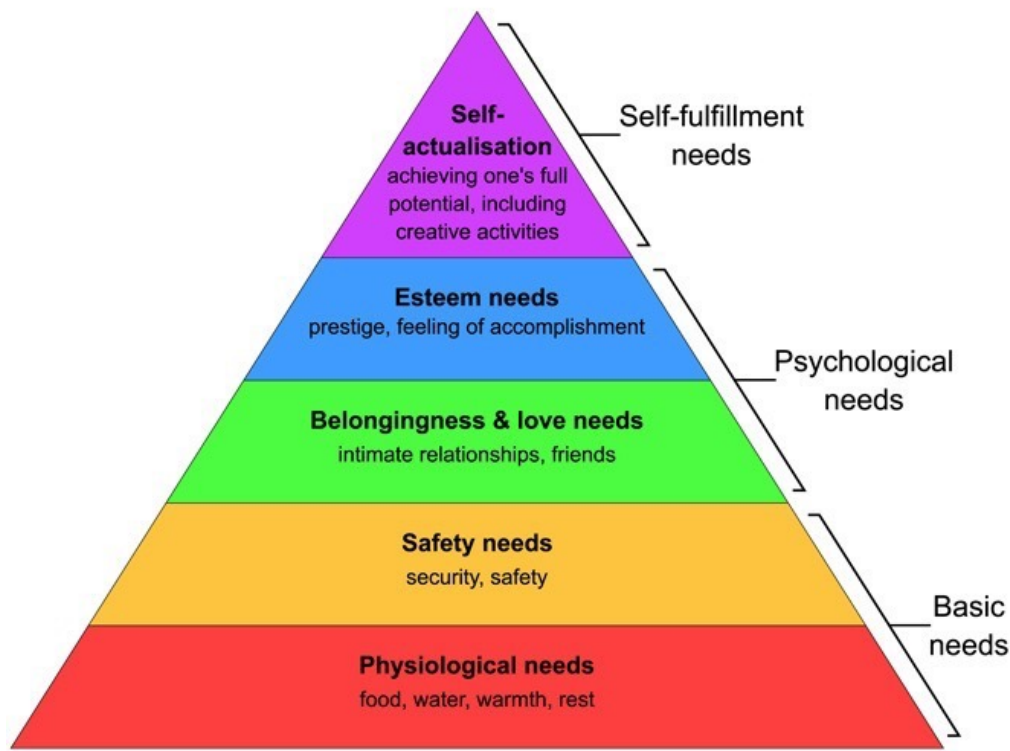 Self-
actualisation
achieving one's full
potential, including
creative activities
Self-fulfillment
needs
Esteem needs
prestige, feeling of accomplishment
Psychological
needs
Belongingness & love needs
intimate relationships, friends
Safety needs
security, safety
Basic
needs
Physiological needs
food, water, warmth, rest